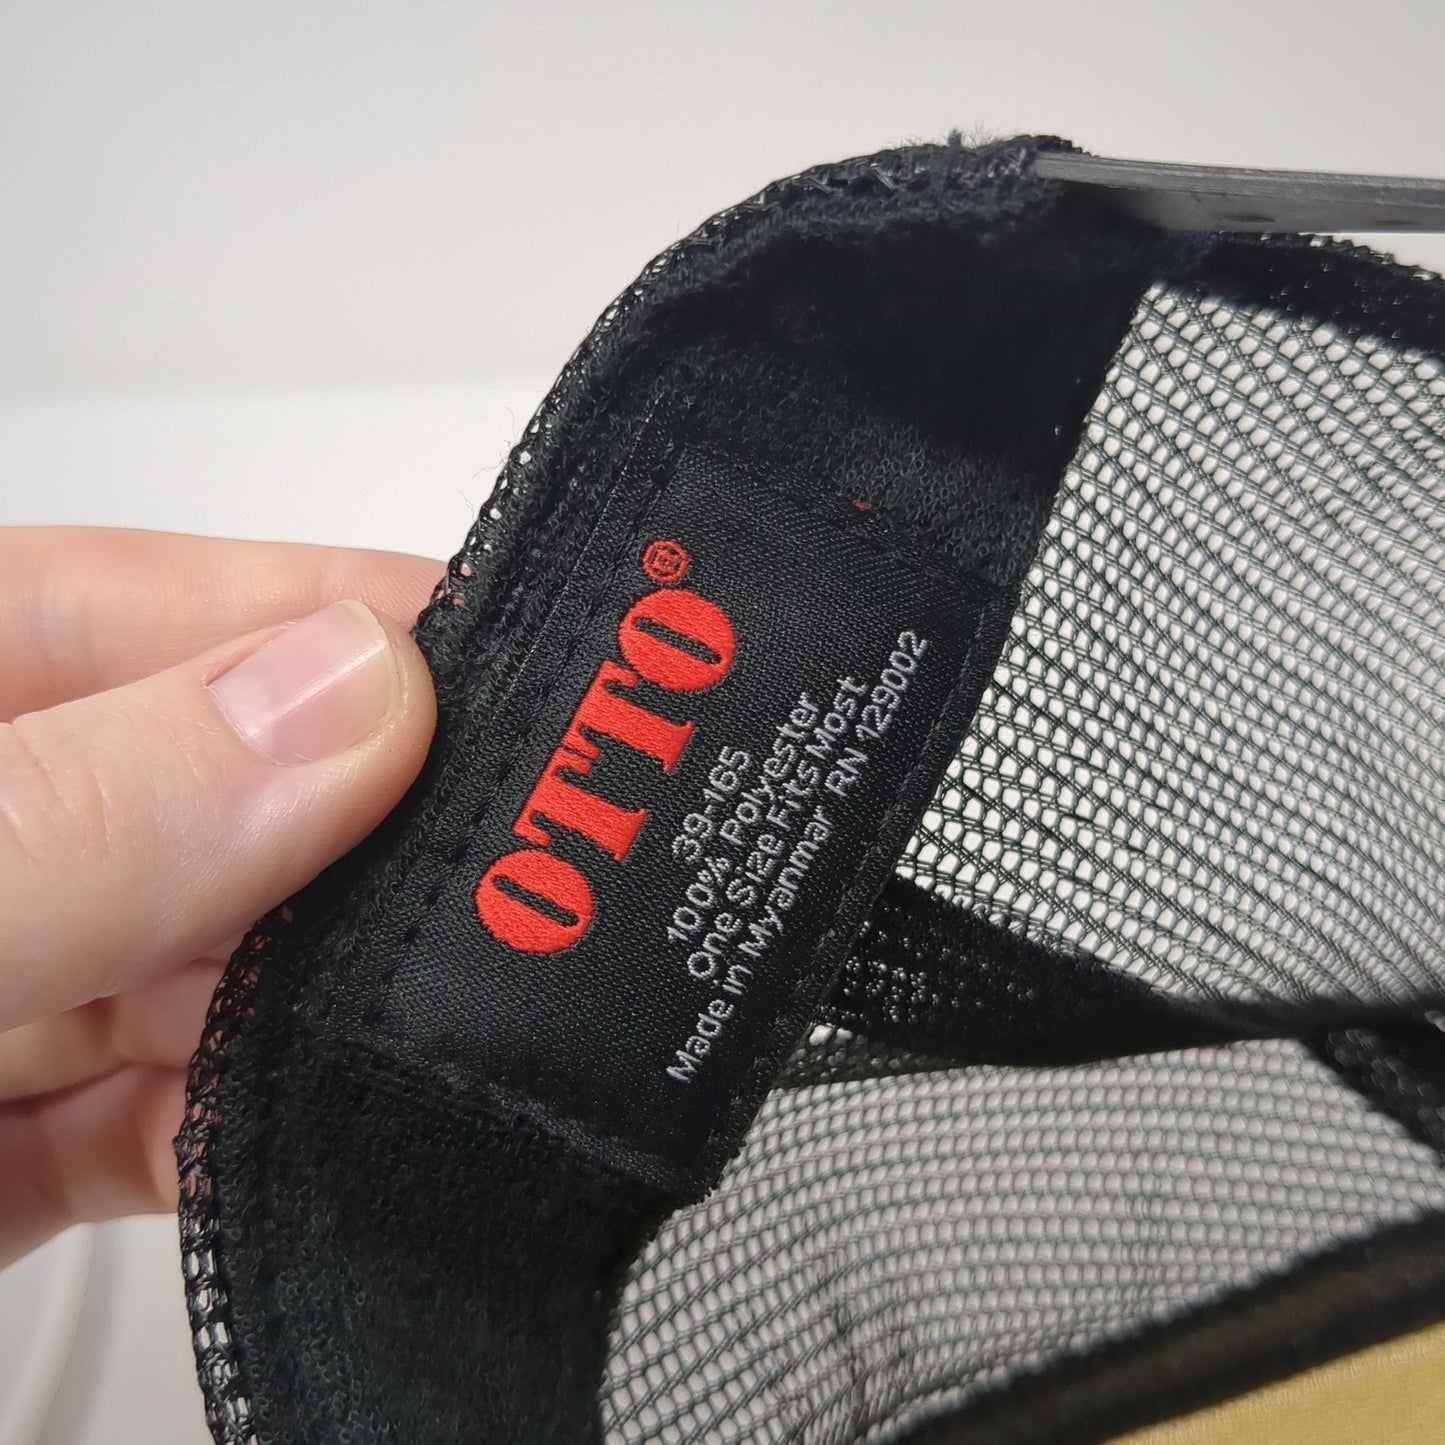 OTTO®
39-165
100% Polyester
One Size Fits Most
Made in Myanmar RN 129002